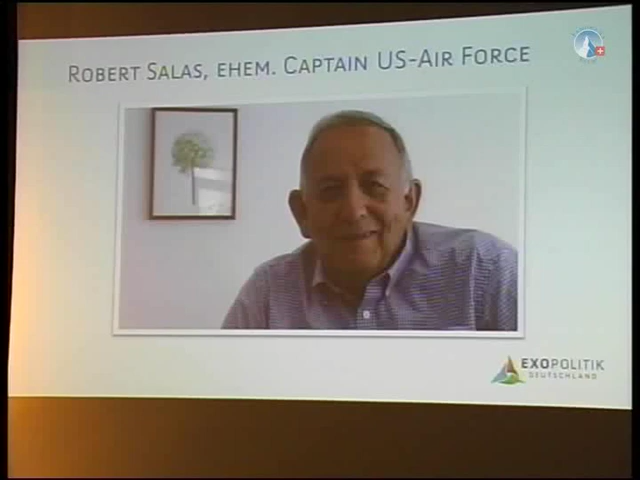 ROBERT SALAS, EHEM. CAPTAIN US-AIR FORCE
EXOPOLITIK
DEUTSCHLAND